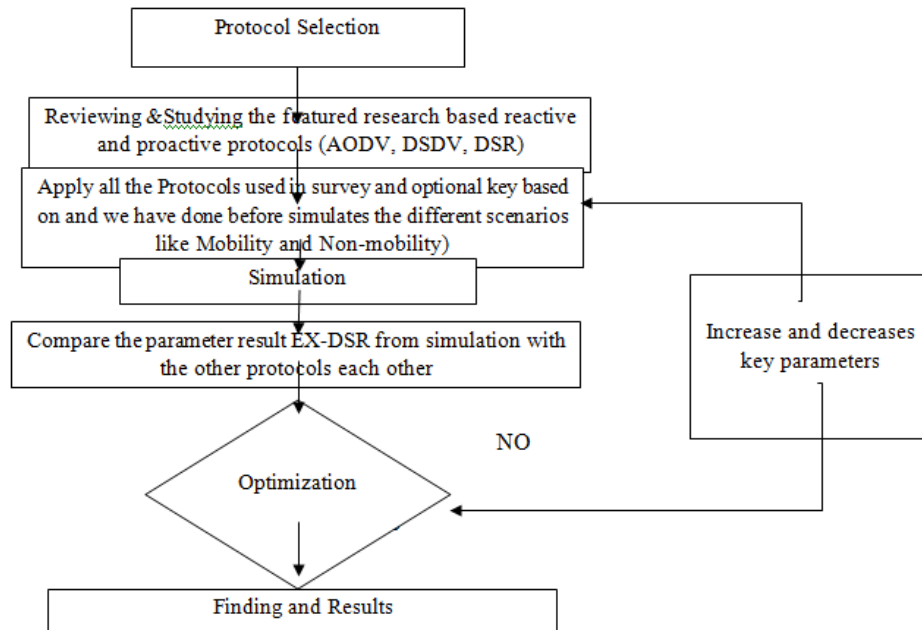 Protocol Selection
Reviewing &Studying the featured research based reactive
and proactive protocols (AODV, DSDV, DSR)
Apply all the Protocols used in survey and optional key based
on and we have done before simulates the different scenarios
like Mobility and Non-mobility)
Simulation
Compare the parameter result EX-DSR from simulation with
the other protocols each other
Increase and decreases
key parameters
NO
Optimization
Finding and Results